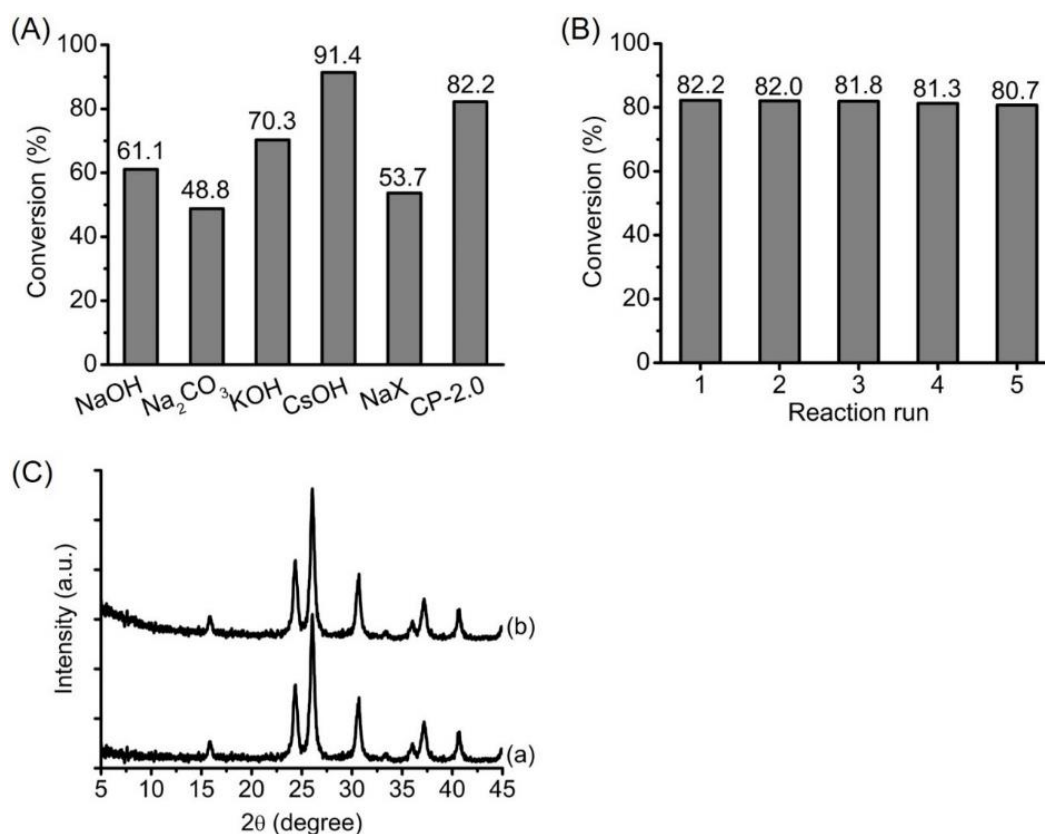 (A)
100
80
60
40
20
0
Conversion (%)
61.1
48.8
70.3
91.4
53.7
82.2
NaOH
Na₂CO₃
KOH
CsOH
NaX
CP-2.0
(B)
100
80
60
40
20
0
Conversion (%)
82.2
82.0
81.8
81.3
80.7
1 2 3 4 5
Reaction run
(C)
Intensity (a.u.)
(b)
(a)
5 10 15 20 25 30 35 40 45
2θ (degree)